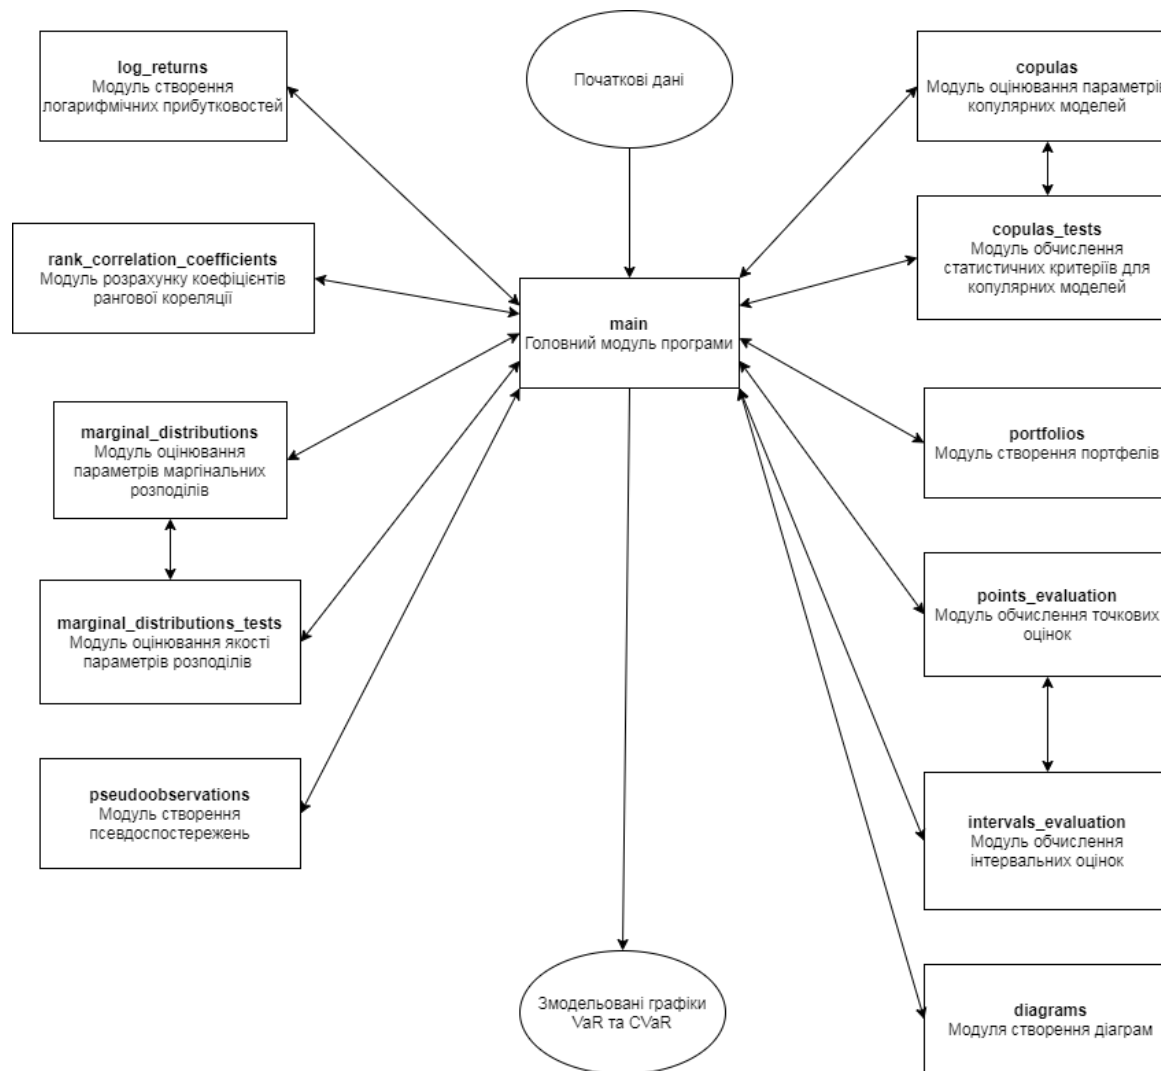 log_returns
Модуль створення
логарифмічних прибутковостей
Початкові дані
copulas
Модуль оцінювання параметрів
копулярних моделей
rank_correlation_coefficients
Модуль розрахунку коефіцієнтів
рангової кореляції
copulas_tests
Модуль обчислення
статистичних критеріїв для
копулярних моделей
main
Головний модуль програми
marginal_distributions
Модуль оцінювання
параметрів маргінальних
розподілів
portfolios
Модуль створення портфелів
marginal_distributions_tests
Модуль оцінювання якості
параметрів розподілів
points_evaluation
Модуль обчислення точкових
оцінок
pseudoobservations
Модуль створення
псевдоспостережень
intervals_evaluation
Модуль обчислення
інтервальних оцінок
Змодельовані графіки
VaR та CVaR
diagrams
Модуля створення діаграм